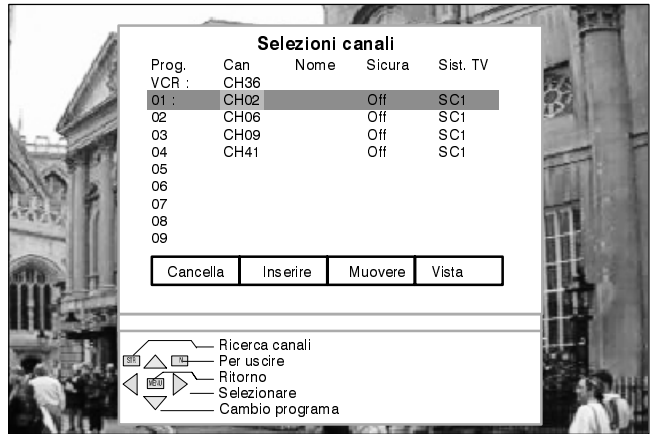 Selezioni canali
Prog. Can Nome Sicura Sist. TV
VCR : CH36
01 : CH02 Off SC1
02 CH06 Off SC1
03 CH09 Off SC1
04 CH41 Off SC1
05
06
07
08
09
Cancella Inserire Muovere Vista
Ricerca canali
STR N Per uscire
MENU Ritorno
Selezionare
Cambio programa